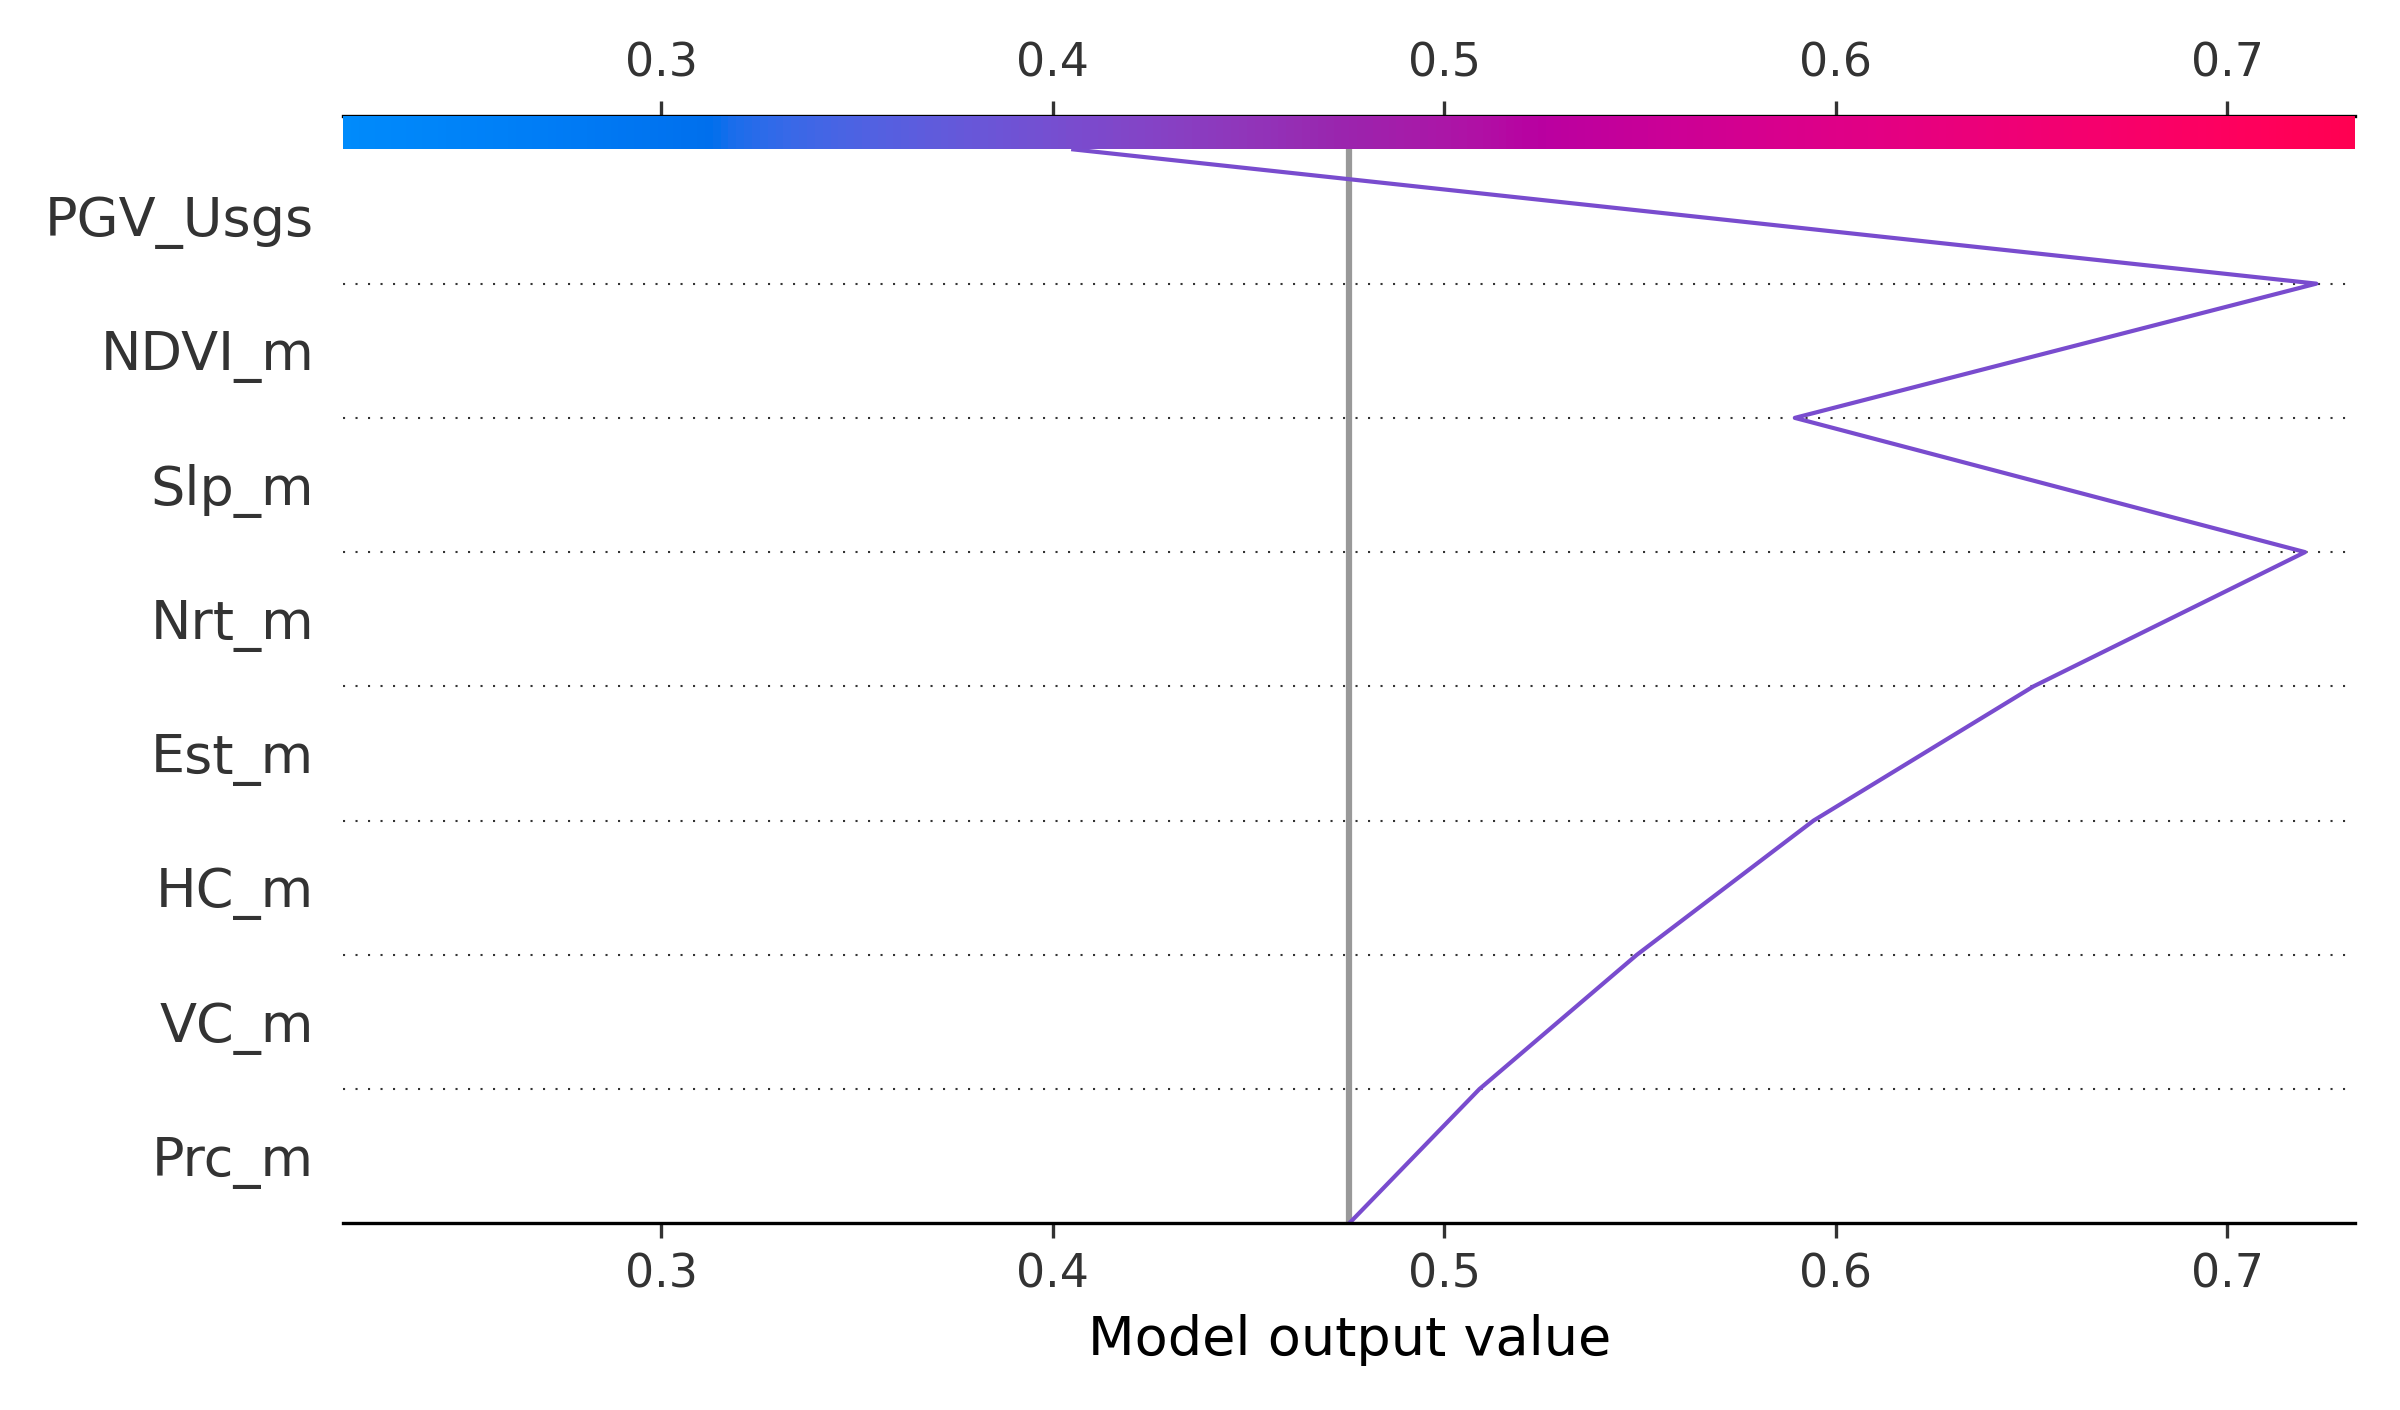 0.3 0.4 0.5 0.6 0.7
PGV_Usgs
NDVI_m
Slp_m
Nrt_m
Est_m
HC_m
VC_m
Prc_m
0.3 0.4 0.5 0.6 0.7
Model output value